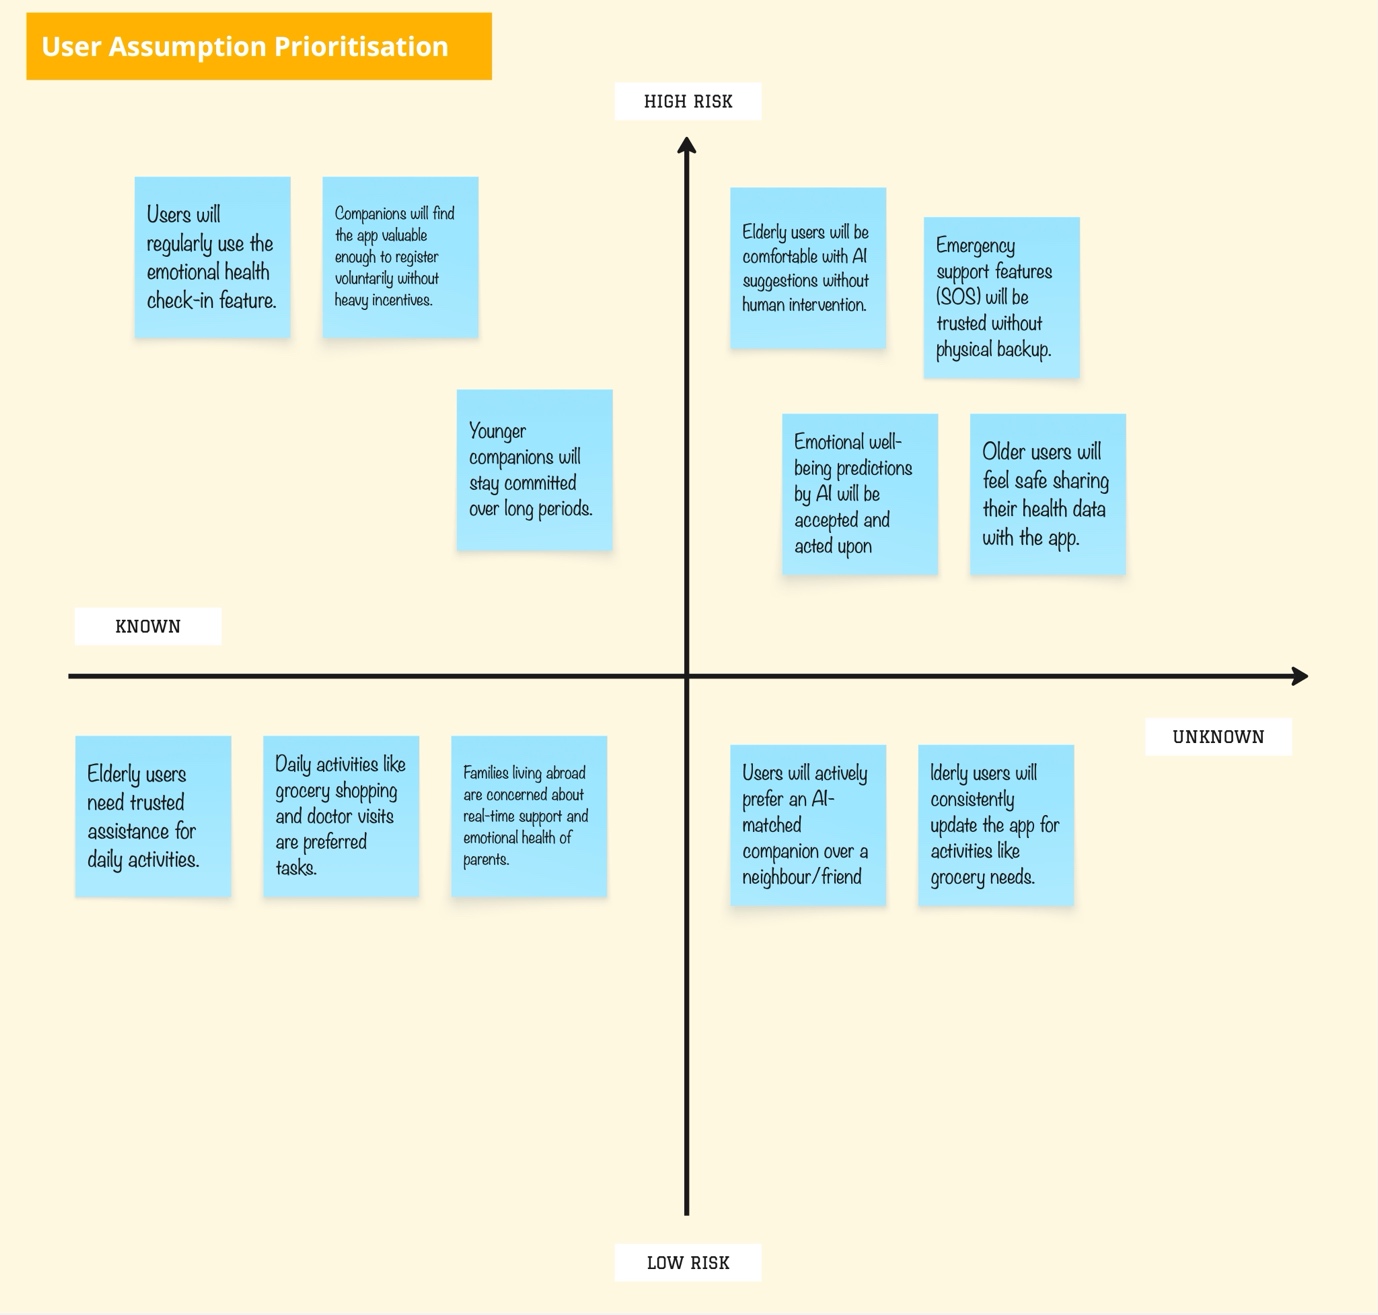 User Assumption Prioritisation
HIGH RISK
Users will
regularly use the
emotional health
check-in feature.
Companions will find
the app valuable
enough to register
voluntarily without
heavy incentives.
Elderly users will be
comfortable with AI
suggestions without
human intervention.
Emergency
support features
(SOS) will be
trusted without
physical backup.
Younger
companions will
stay committed
over long periods.
Emotional well-
being predictions
by AI will be
accepted and
acted upon
Older users will
feel safe sharing
their health data
with the app.
KNOWN
UNKNOWN
Elderly users
need trusted
assistance for
daily activities.
Daily activities like
grocery shopping
and doctor visits
are preferred
tasks.
Families living abroad
are concerned about
real-time support and
emotional health of
parents.
Users will actively
prefer an AI-
matched
companion over a
neighbour/friend
lderly users will
consistently
update the app for
activities like
grocery needs.
LOW RISK